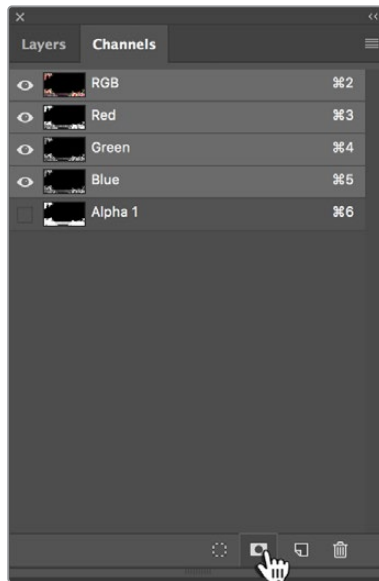 Layers Channels
RGB ⌘2
Red ⌘3
Green ⌘4
Blue ⌘5
Alpha 1 ⌘6